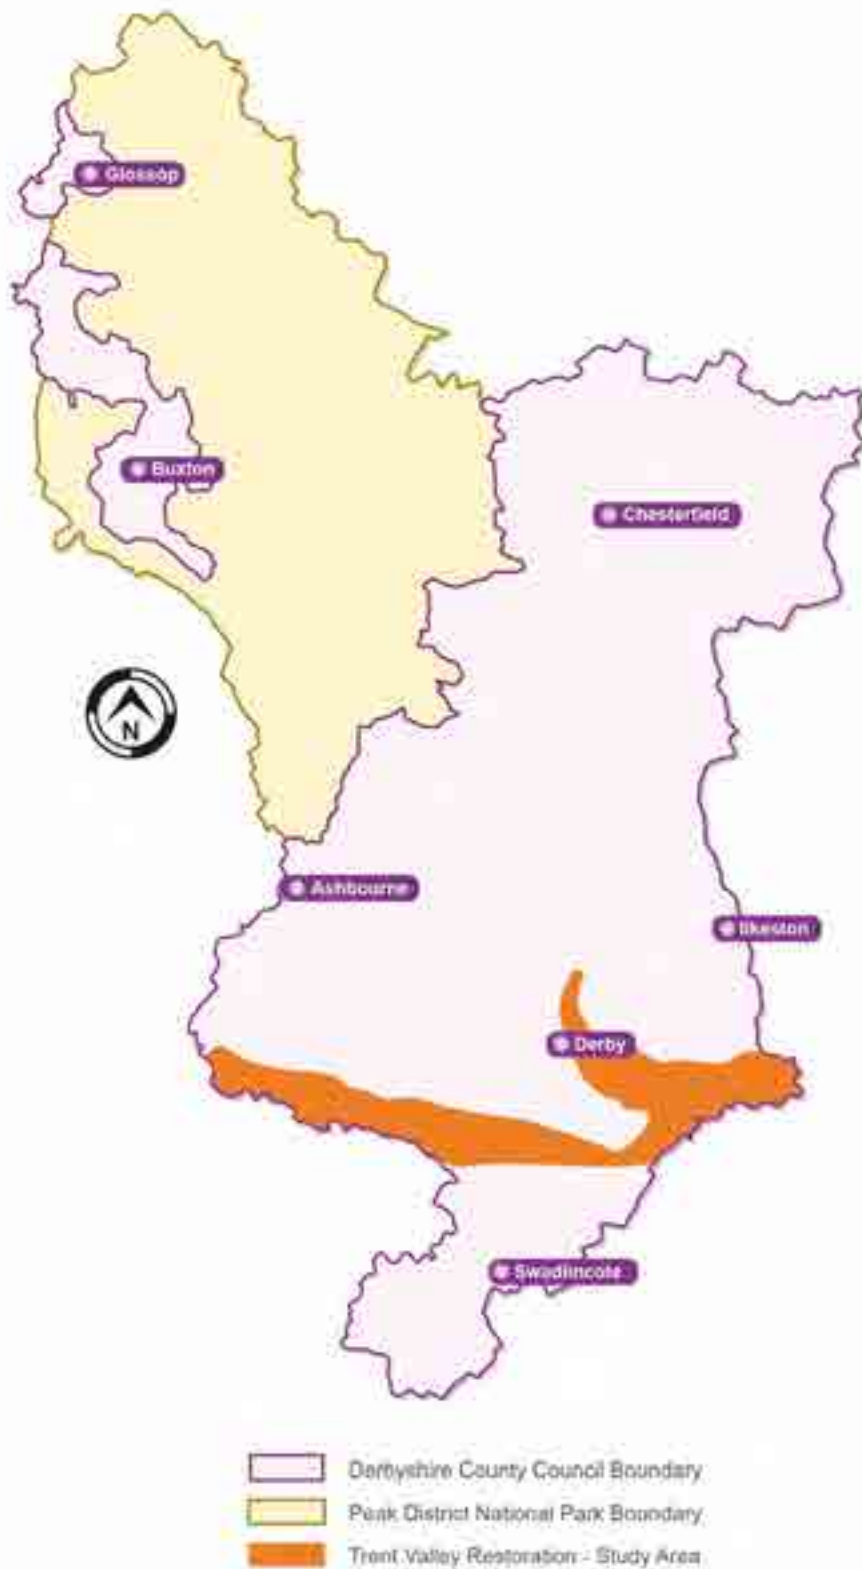 Glossop
Buxton
Chesterfield
N
Ashbourne
Ilkeston
Derby
Swadlincote
Derbyshire County Council Boundary
Peak District National Park Boundary
Trent Valley Restoration - Study Area